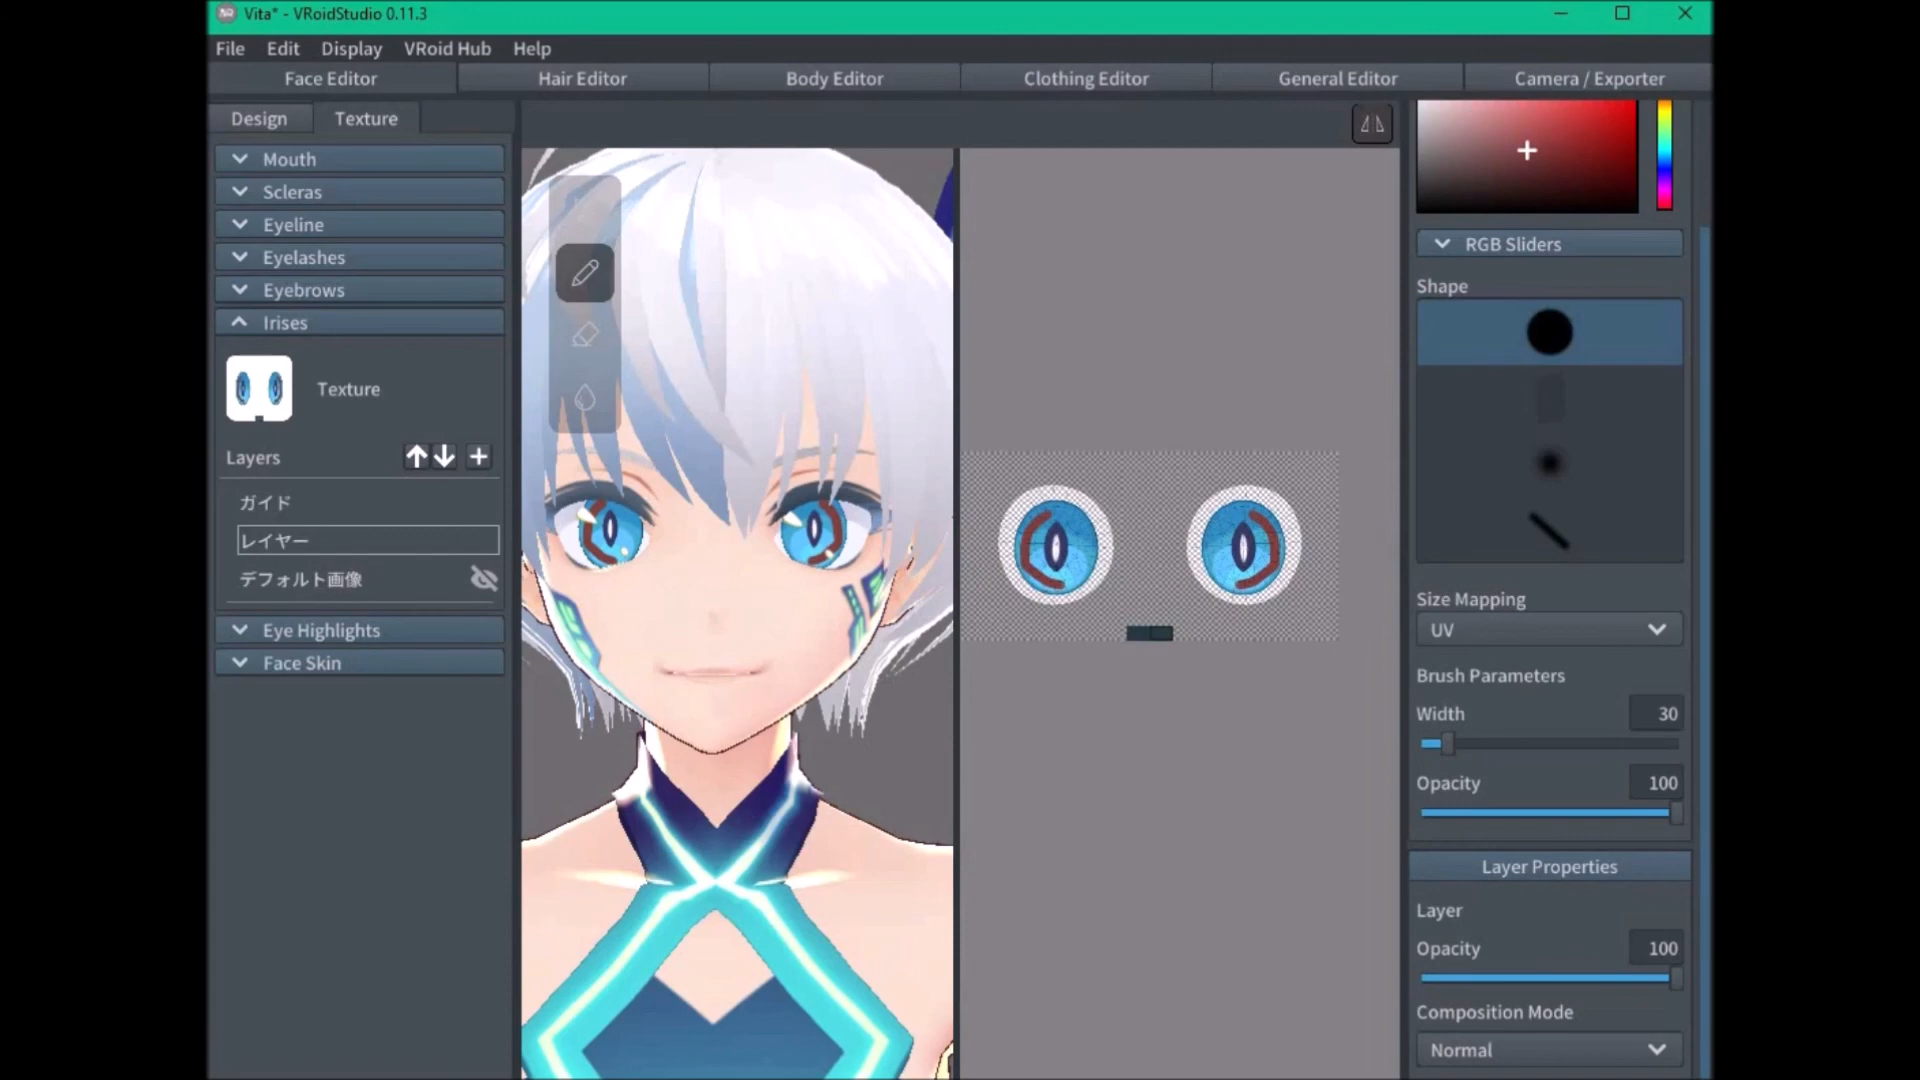 Vita* - VRoidStudio 0.11.3
File Edit Display VRoid Hub Help
Face Editor Hair Editor Body Editor Clothing Editor General Editor Camera / Exporter
Design Texture
Mouth
Scleras
Eyeline
Eyelashes
Eyebrows
Irises
Texture
Layers
ガイド
レイヤー
デフォルト画像
Eye Highlights
Face Skin
RGB Sliders
Shape
Size Mapping
UV
Brush Parameters
Width 30
Opacity 100
Layer Properties
Layer
Opacity 100
Composition Mode
Normal